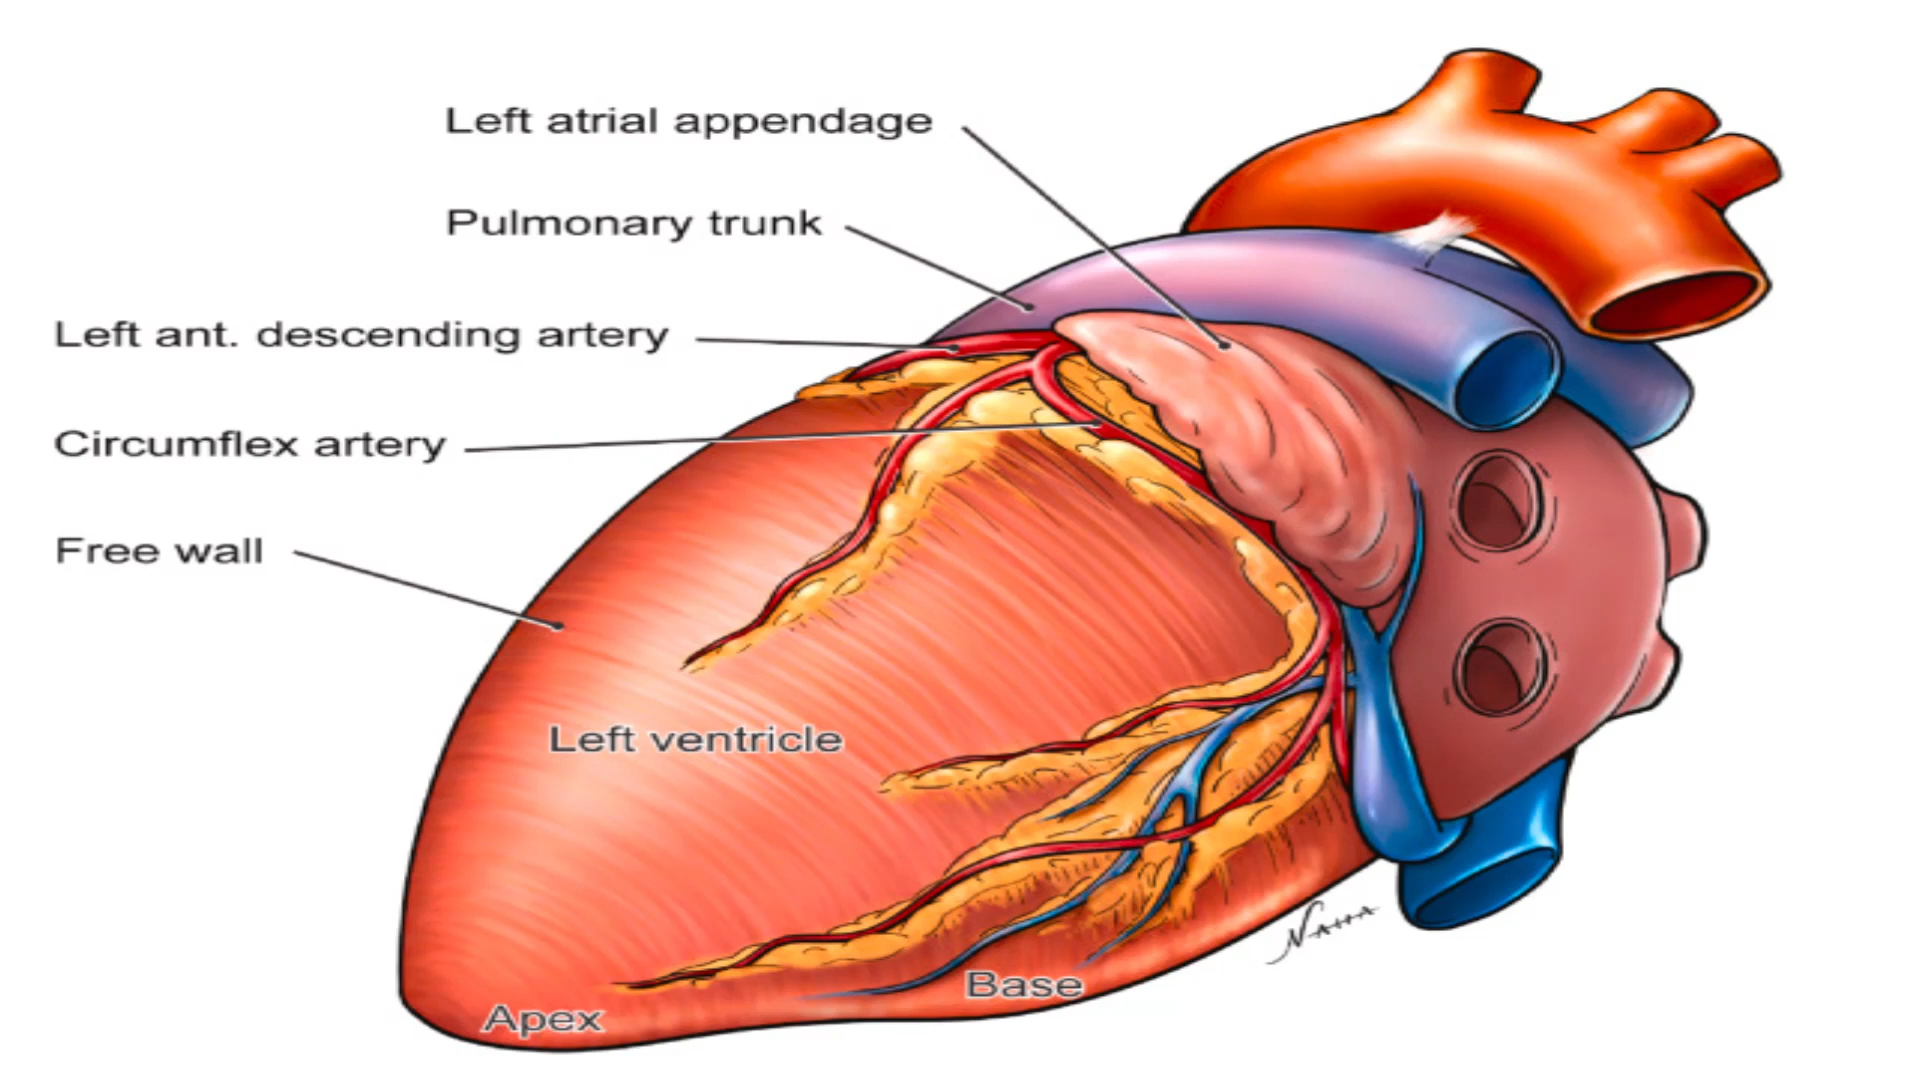 Left atrial appendage
Pulmonary trunk
Left ant. descending artery
Circumflex artery
Free wall
Left ventricle
Base
Apex